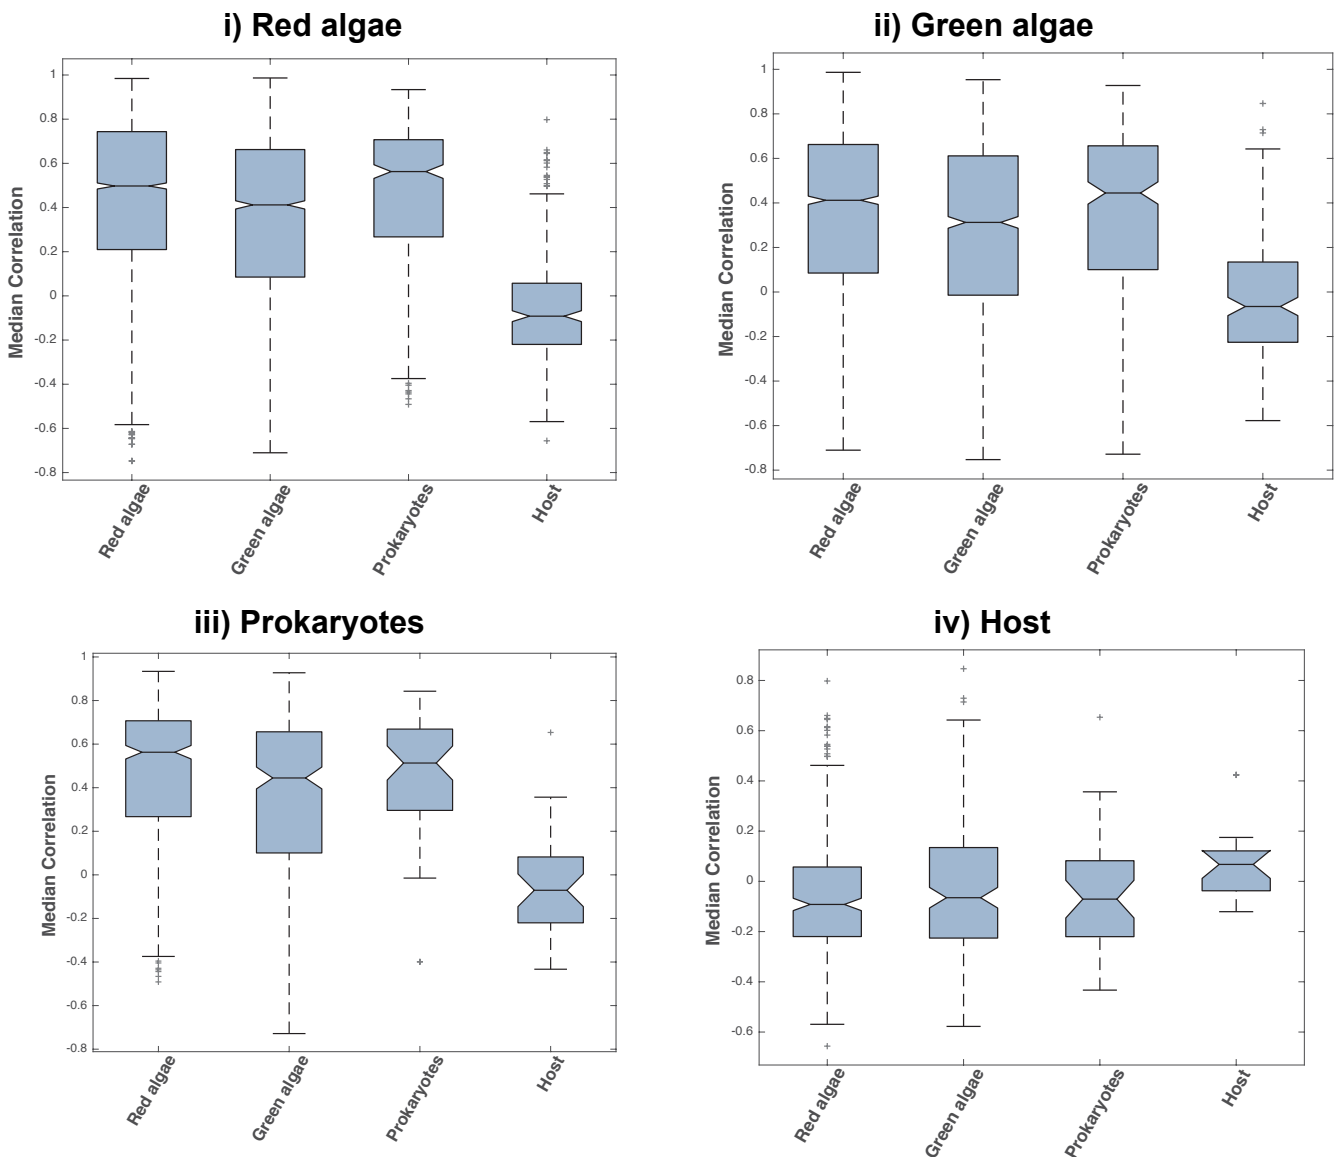 i) Red algae
Median Correlation
1
0.8
0.6
0.4
0.2
0
-0.2
-0.4
-0.6
-0.8
Red algae
Green algae
Prokaryotes
Host
ii) Green algae
Median Correlation
1
0.8
0.6
0.4
0.2
0
-0.2
-0.4
-0.6
-0.8
Red algae
Green algae
Prokaryotes
Host
iii) Prokaryotes
Median Correlation
1
0.8
0.6
0.4
0.2
0
-0.2
-0.4
-0.6
-0.8
Red algae
Green algae
Prokaryotes
Host
iv) Host
Median Correlation
0.8
0.6
0.4
0.2
0
-0.2
-0.4
-0.6
Red algae
Green algae
Prokaryotes
Host